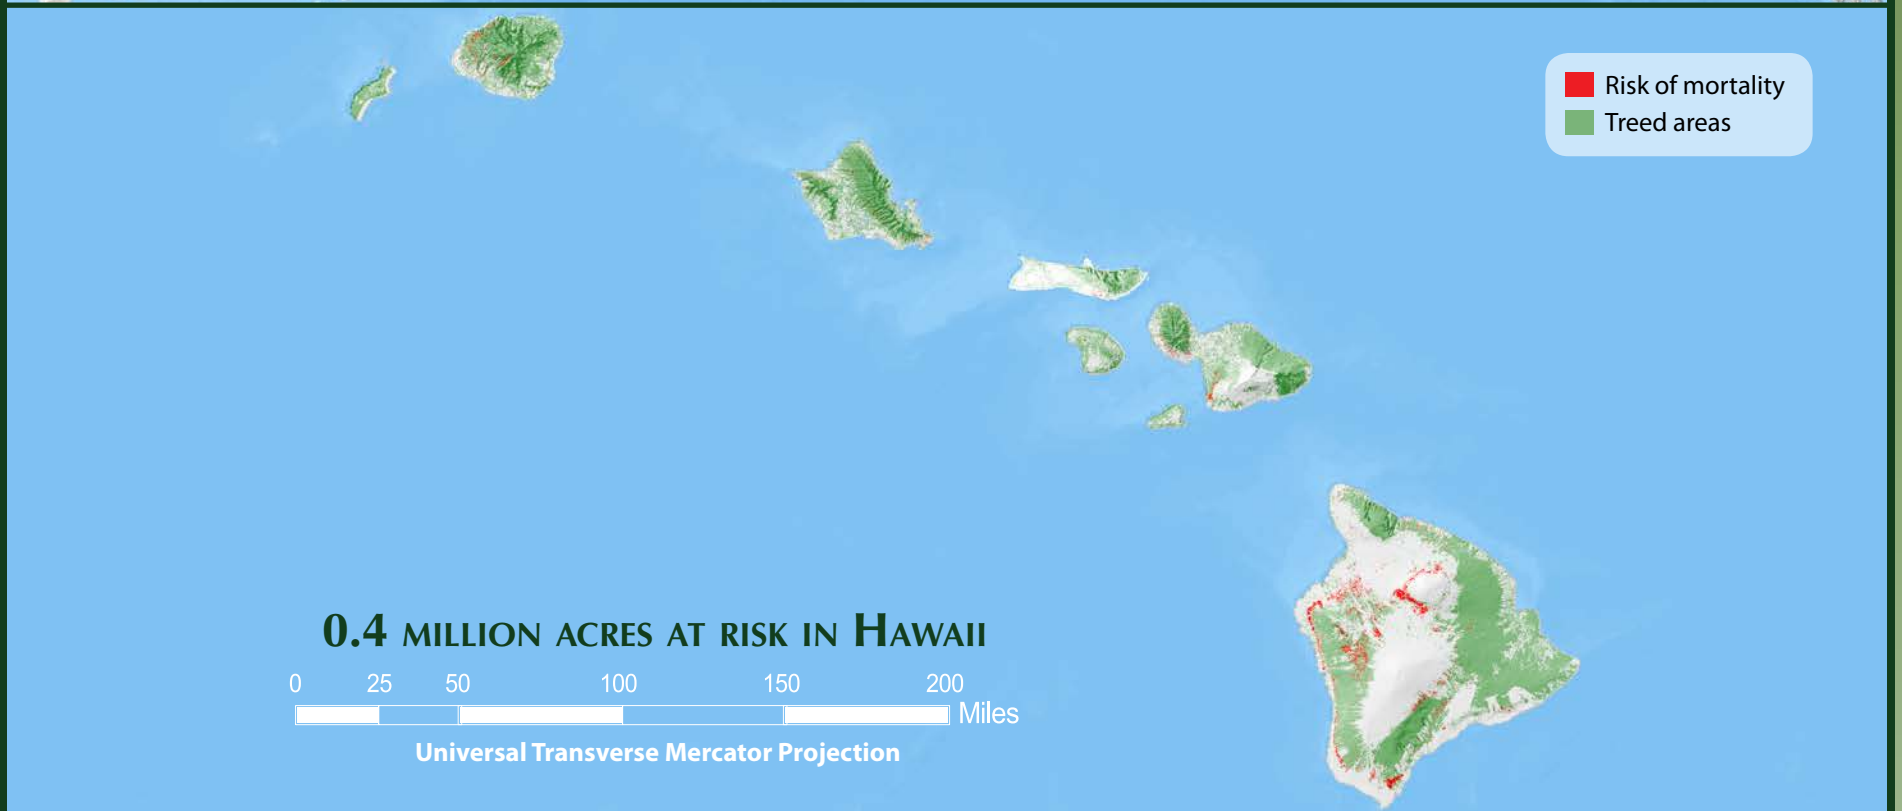 Risk of mortality
Treed areas
0.4 MILLION ACRES AT RISK IN HAWAII
0 25 50 100 150 200
Miles
Universal Transverse Mercator Projection